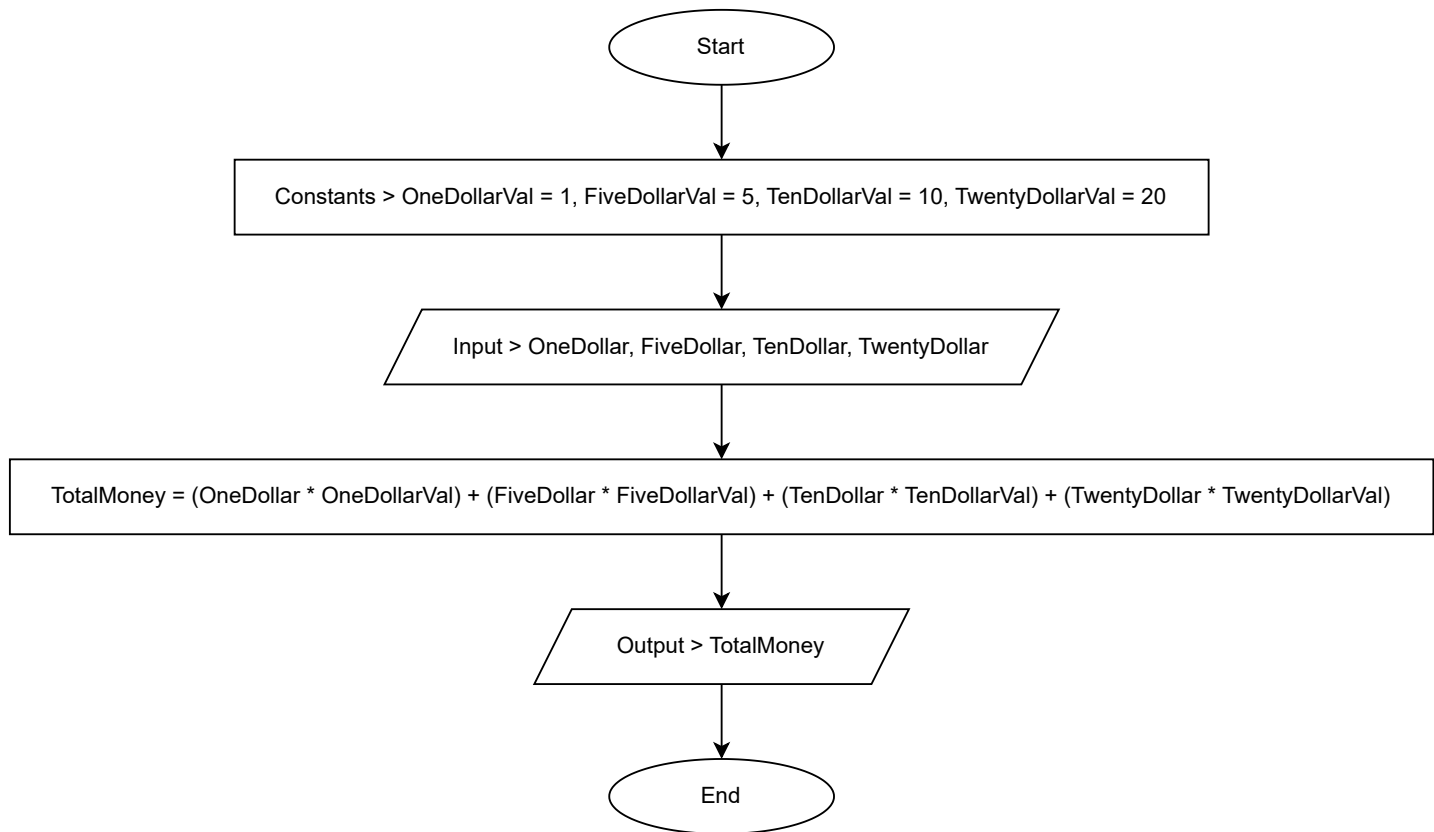 Start
Constants > OneDollarVal = 1, FiveDollarVal = 5, TenDollarVal = 10, TwentyDollarVal = 20
Input > OneDollar, FiveDollar, TenDollar, TwentyDollar
TotalMoney = (OneDollar * OneDollarVal) + (FiveDollar * FiveDollarVal) + (TenDollar * TenDollarVal) + (TwentyDollar * TwentyDollarVal)
Output > TotalMoney
End